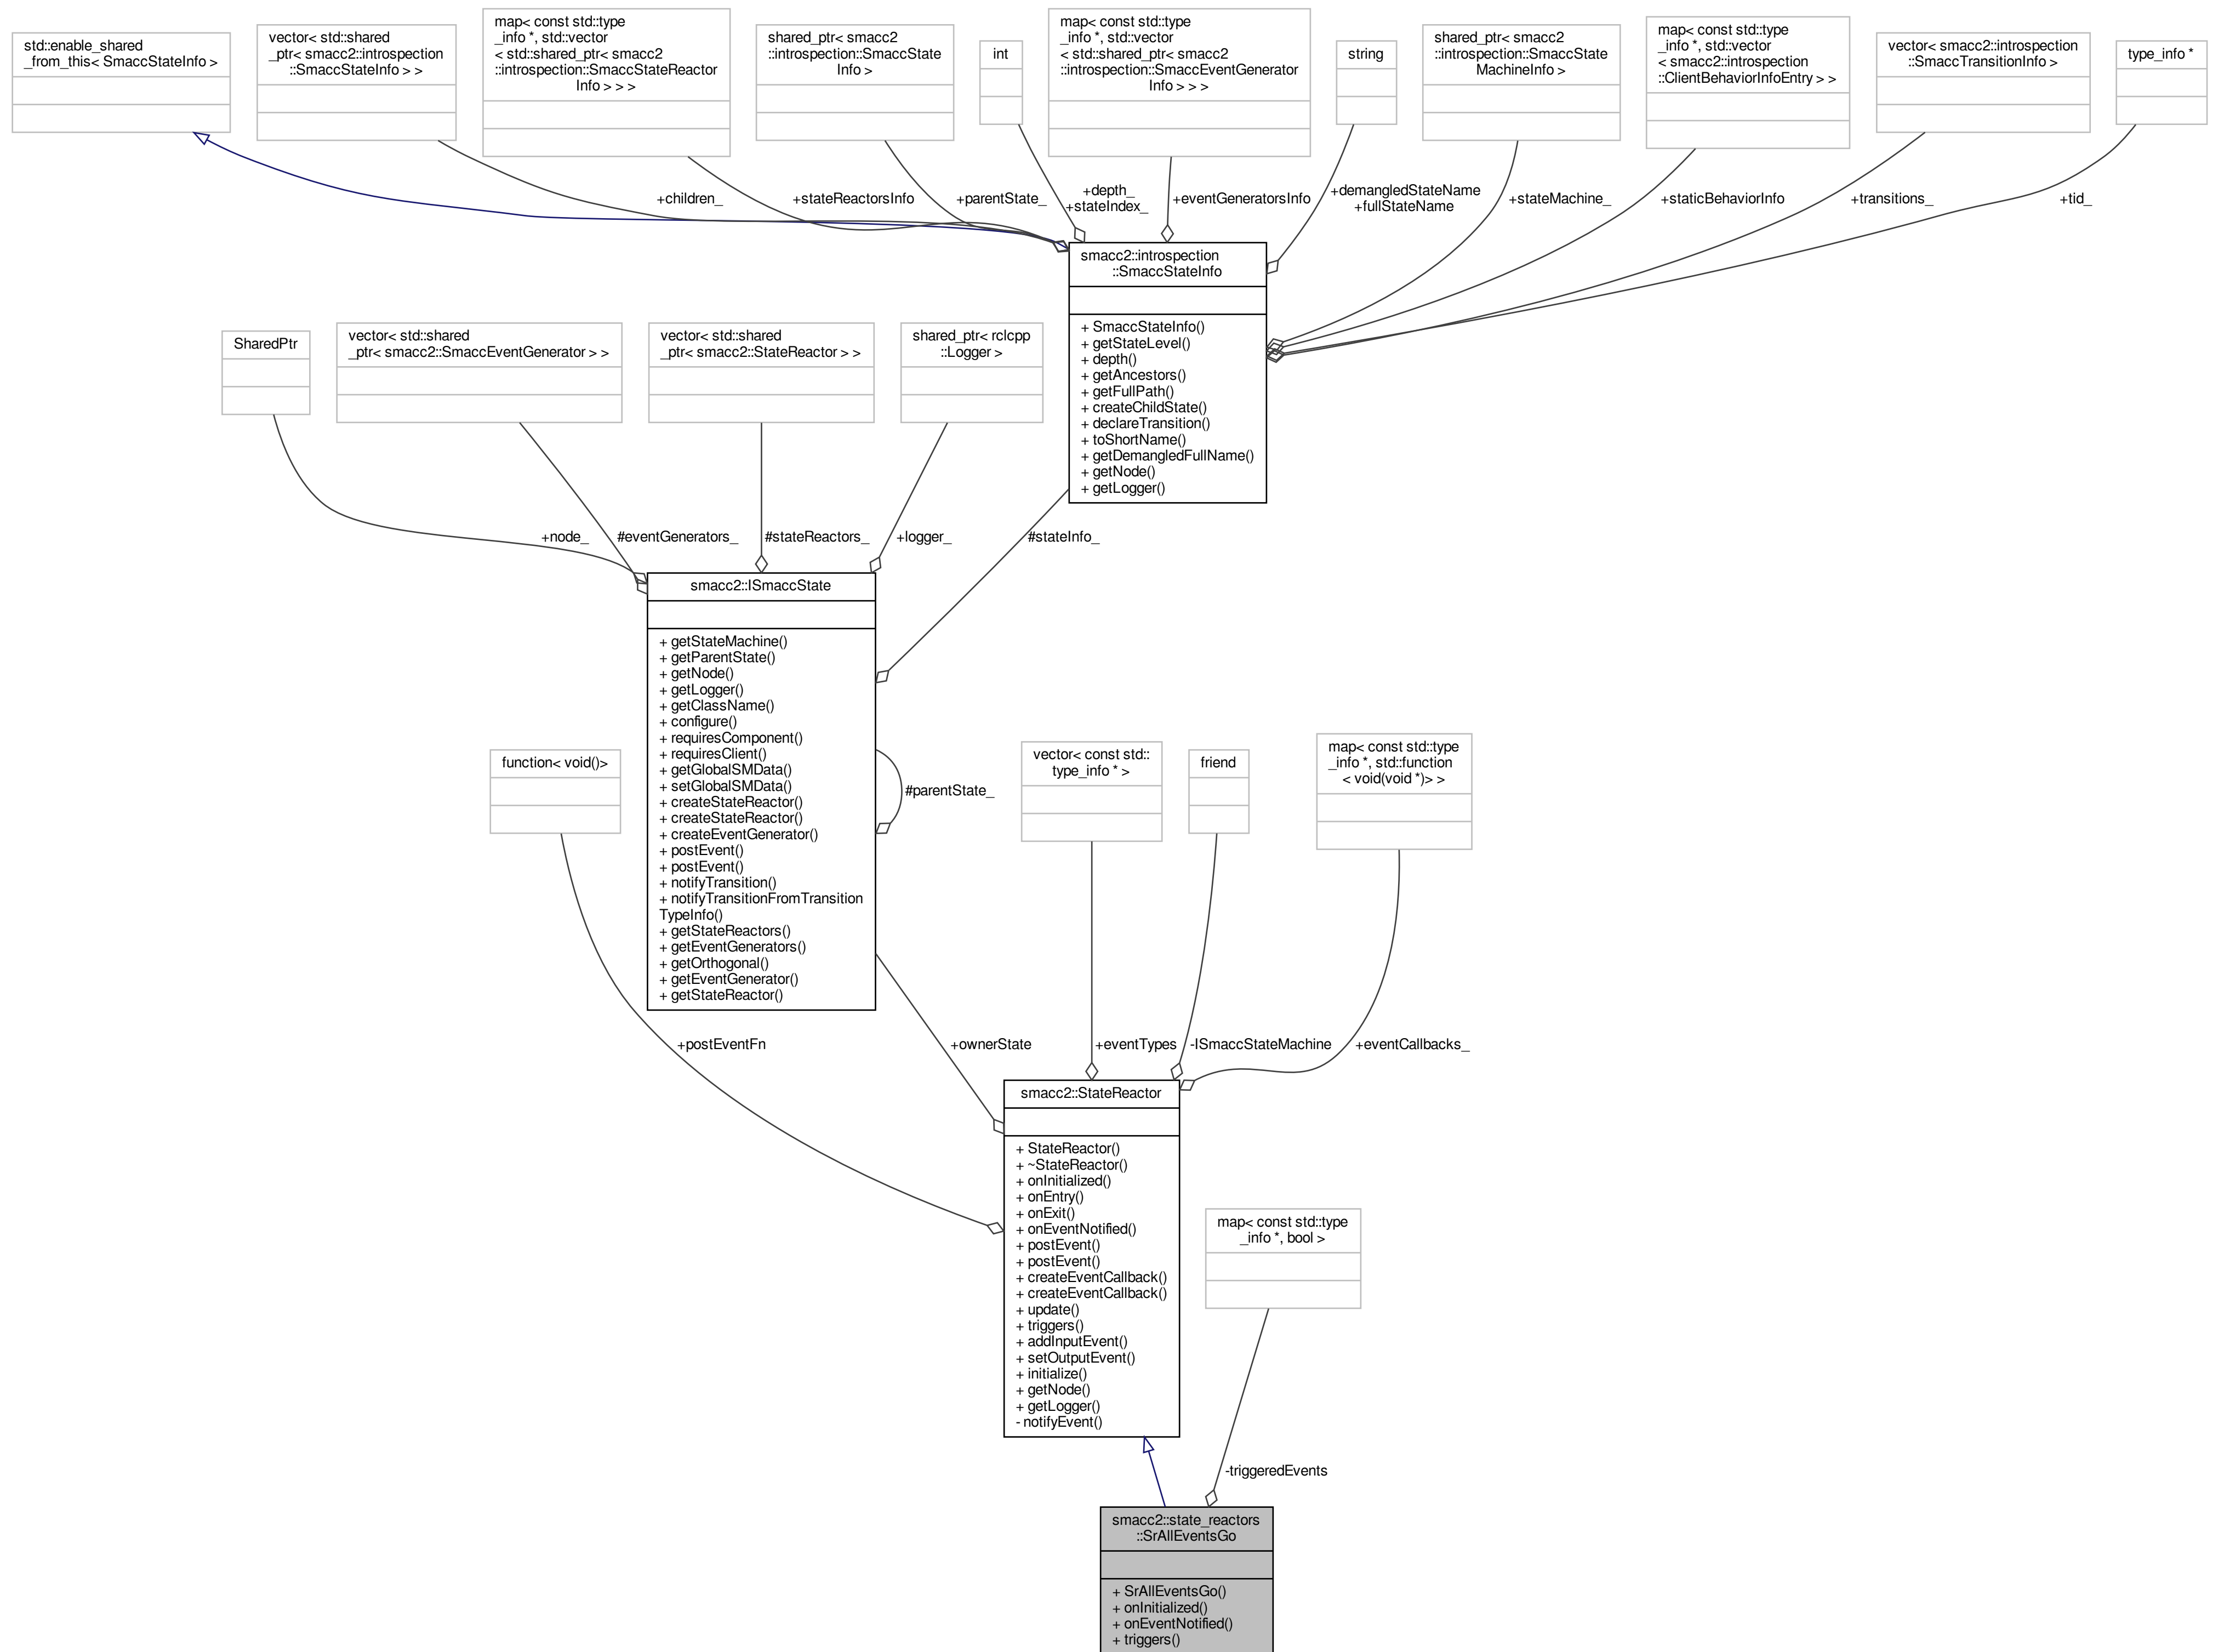 std::enable_shared
_from_this< SmaccStateInfo >
vector< std::shared
_ptr< smacc2::introspection
::SmaccStateInfo > >
map< const std::type
_info *, std::vector
< std::shared_ptr< smacc2
::introspection::SmaccStateReactor
Info > > >
shared_ptr< smacc2
::introspection::SmaccState
Info >
int
map< const std::type
_info *, std::vector
< std::shared_ptr< smacc2
::introspection::SmaccEventGenerator
Info > > >
string
shared_ptr< smacc2
::introspection::SmaccState
MachineInfo >
map< const std::type
_info *, std::vector
< smacc2::introspection
::ClientBehaviorInfoEntry > >
vector< smacc2::introspection
::SmaccTransitionInfo >
type_info *
+children_
+stateReactorsInfo
+parentState_
+depth_
+stateIndex_
+eventGeneratorsInfo
+demangledStateName
+fullStateName
+stateMachine_
+staticBehaviorInfo
+transitions_
+tid_
smacc2::introspection
::SmaccStateInfo
+ SmaccStateInfo()
+ getStateLevel()
+ depth()
+ getAncestors()
+ getFullPath()
+ createChildState()
+ declareTransition()
+ toShortName()
+ getDemangledFullName()
+ getNode()
+ getLogger()
SharedPtr
vector< std::shared
_ptr< smacc2::SmaccEventGenerator > >
vector< std::shared
_ptr< smacc2::StateReactor > >
shared_ptr< rclcpp
::Logger >
+node_
#eventGenerators_
#stateReactors_
+logger_
#stateInfo_
smacc2::ISmaccState
+ getStateMachine()
+ getParentState()
+ getNode()
+ getLogger()
+ getClassName()
+ configure()
+ requiresComponent()
+ requiresClient()
+ getGlobalSMData()
+ setGlobalSMData()
+ createStateReactor()
+ createStateReactor()
+ createEventGenerator()
+ postEvent()
+ postEvent()
+ notifyTransition()
+ notifyTransitionFromTransition
TypeInfo()
+ getStateReactors()
+ getEventGenerators()
+ getOrthogonal()
+ getEventGenerator()
+ getStateReactor()
#parentState_
function< void()>
vector< const std::
type_info * >
friend
map< const std::type
_info *, std::function
< void(void *)> >
+postEventFn
+ownerState
+eventTypes
-ISmaccStateMachine
+eventCallbacks_
smacc2::StateReactor
+ StateReactor()
+ ~StateReactor()
+ onInitialized()
+ onEntry()
+ onExit()
+ onEventNotified()
+ postEvent()
+ postEvent()
+ createEventCallback()
+ createEventCallback()
+ update()
+ triggers()
+ addInputEvent()
+ setOutputEvent()
+ initialize()
+ getNode()
+ getLogger()
- notifyEvent()
map< const std::type
_info *, bool >
-triggeredEvents
smacc2::state_reactors
::SrAllEventsGo
+ SrAllEventsGo()
+ onInitialized()
+ onEventNotified()
+ triggers()